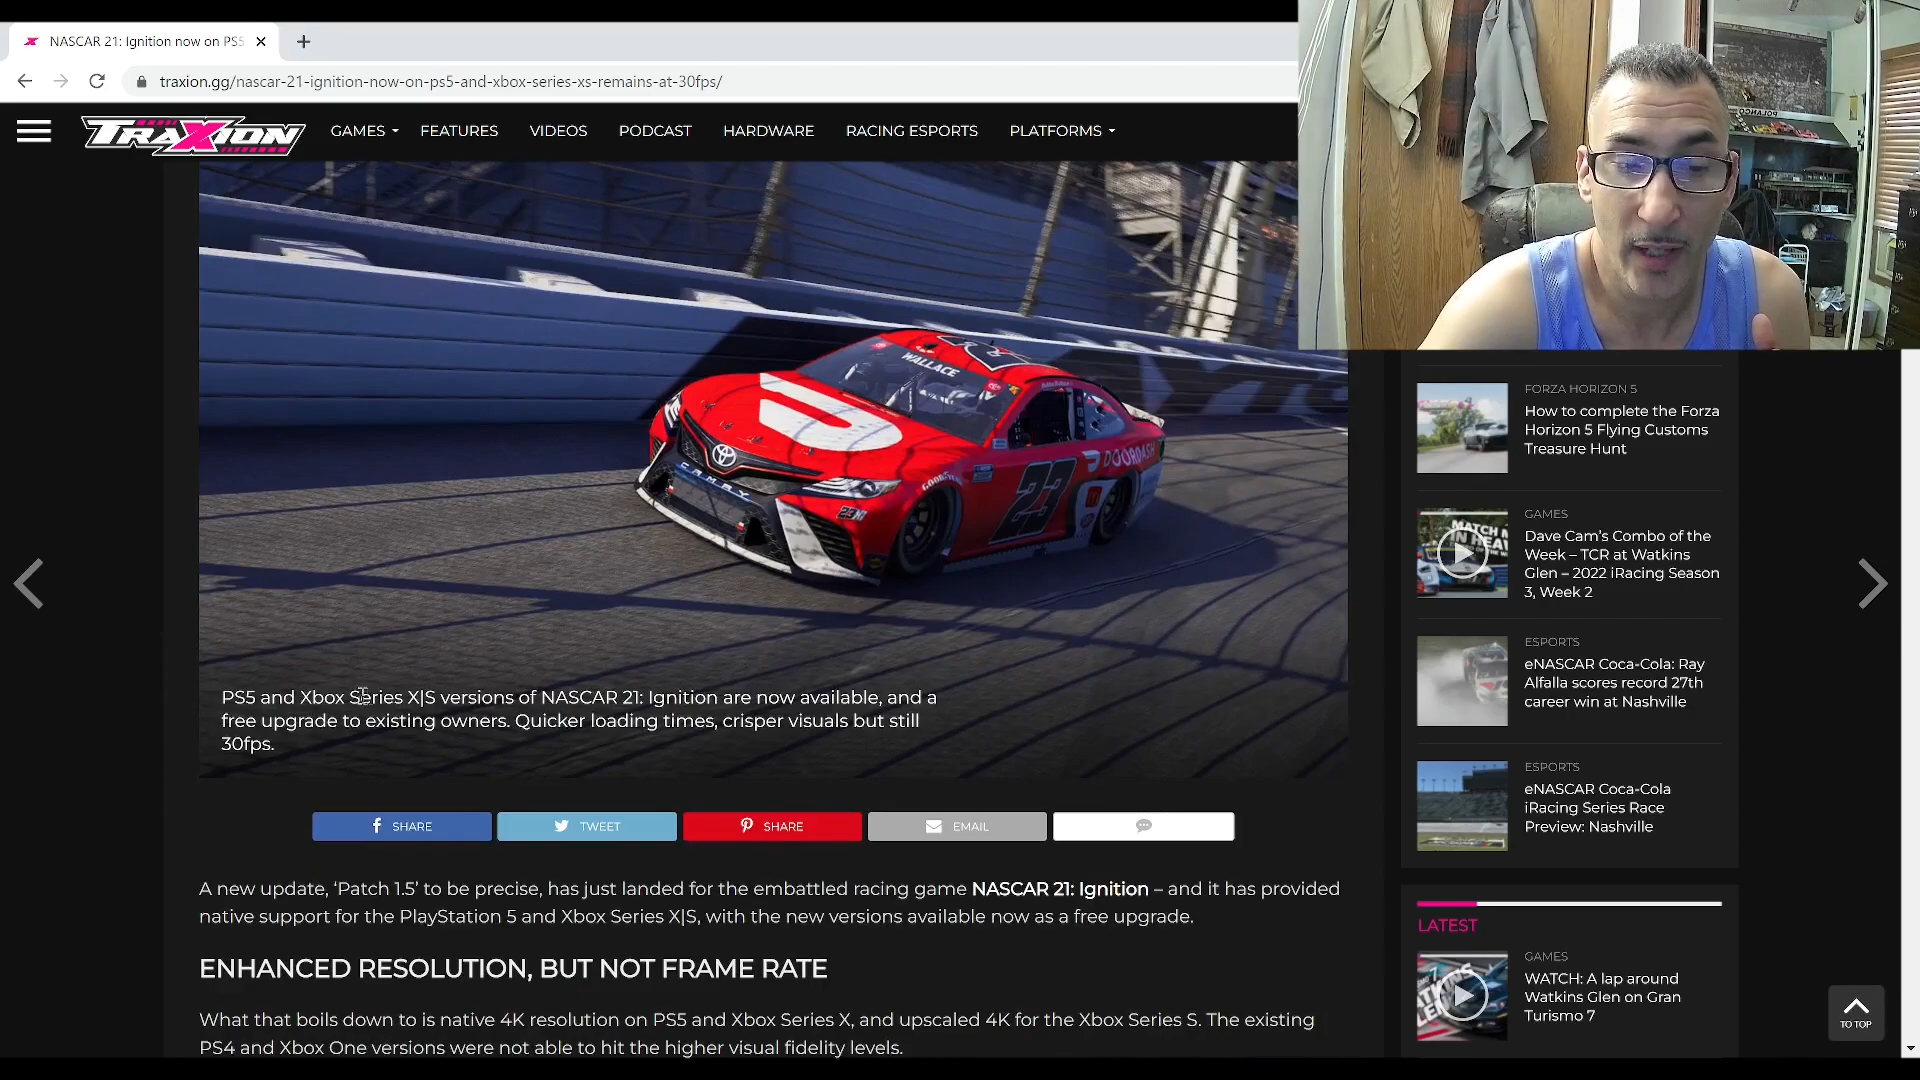 NASCAR 21: Ignition now on PS5
traxion.gg/nascar-21-ignition-now-on-ps5-and-xbox-series-xs-remains-at-30fps/
TRAXION
GAMES
FEATURES
VIDEOS
PODCAST
HARDWARE
RACING ESPORTS
PLATFORMS
POLANCO
WALLACE
CAMRY
GOODYEAR
DOORDASH
23
23XI
PS5 and Xbox Series X|S versions of NASCAR 21: Ignition are now available, and a
free upgrade to existing owners. Quicker loading times, crisper visuals but still
30fps.
SHARE
TWEET
SHARE
EMAIL
A new update, ‘Patch 1.5’ to be precise, has just landed for the embattled racing game NASCAR 21: Ignition – and it has provided
native support for the PlayStation 5 and Xbox Series X|S, with the new versions available now as a free upgrade.
ENHANCED RESOLUTION, BUT NOT FRAME RATE
What that boils down to is native 4K resolution on PS5 and Xbox Series X, and upscaled 4K for the Xbox Series S. The existing
PS4 and Xbox One versions were not able to hit the higher visual fidelity levels.
FORZA HORIZON 5
How to complete the Forza
Horizon 5 Flying Customs
Treasure Hunt
GAMES
Dave Cam's Combo of the
Week – TCR at Watkins
Glen – 2022 iRacing Season
3, Week 2
ESPORTS
eNASCAR Coca-Cola: Ray
Alfalla scores record 27th
career win at Nashville
ESPORTS
eNASCAR Coca-Cola
iRacing Series Race
Preview: Nashville
LATEST
GAMES
WATCH: A lap around
Watkins Glen on Gran
Turismo 7
TO TOP